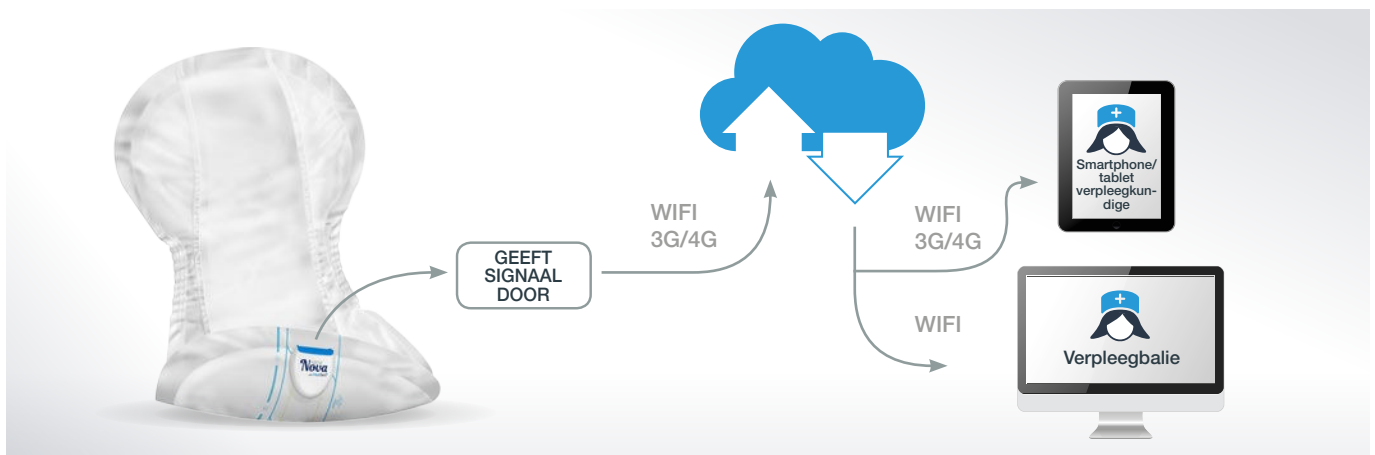 Nova
GEEFT
SIGNAAL
DOOR
WIFI
3G/4G
WIFI
3G/4G
WIFI
Smartphone/
tablet
verpleegkun-
dige
Verpleegbalie